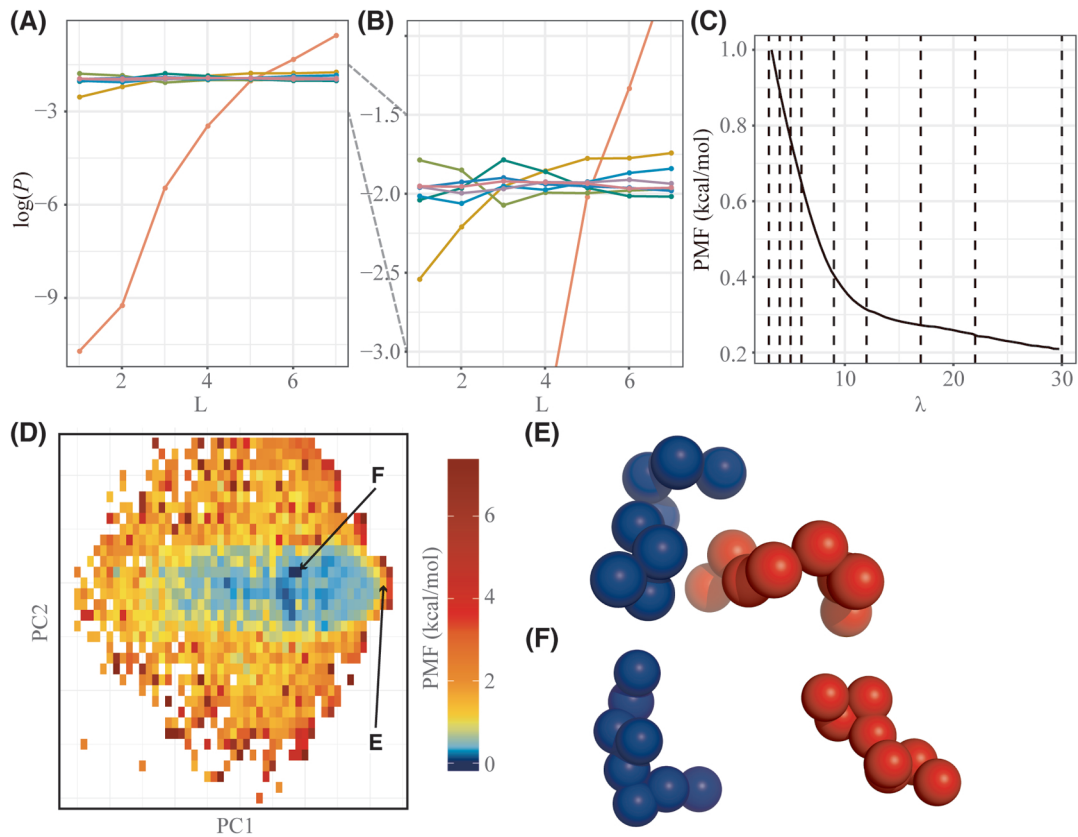 (A)
(B)
(C)
log(P)
−3
−6
−9
2
4
6
L
−1.5
−2.0
−2.5
−3.0
2
4
6
L
PMF (kcal/mol)
1.0
0.8
0.6
0.4
0.2
10
20
30
λ
(D)
F
E
PC2
PC1
PMF (kcal/mol)
6
4
2
0
(E)
(F)